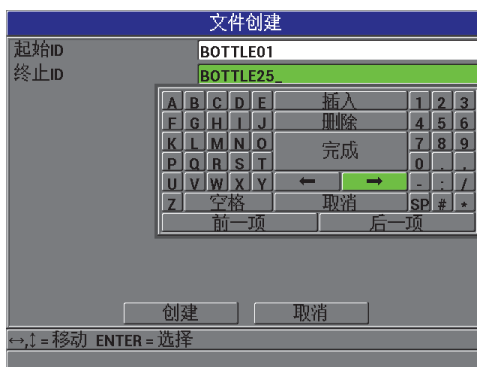 文件创建
起始ID BOTTLE01
终止ID BOTTLE25_
A B C D E 插入 1 2 3
F G H I J 删除 4 5 6
K L M N O 完成 7 8 9
P Q R S T 0 . ,
U V W X Y ← → - : /
Z 空格 取消 SP # *
前一项 后一项
创建 取消
↔,↕ = 移动 ENTER = 选择